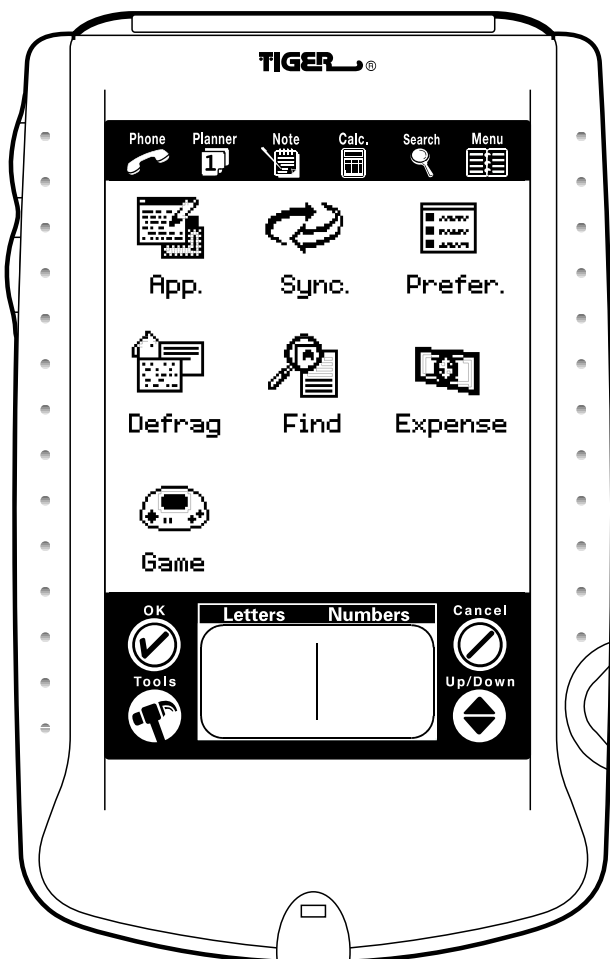 TIGER ®
Phone Planner Note Calc. Search Menu
1
App. Sync. Prefer.
Defrag Find Expense
Game
OK Letters Numbers Cancel
Tools Up/Down